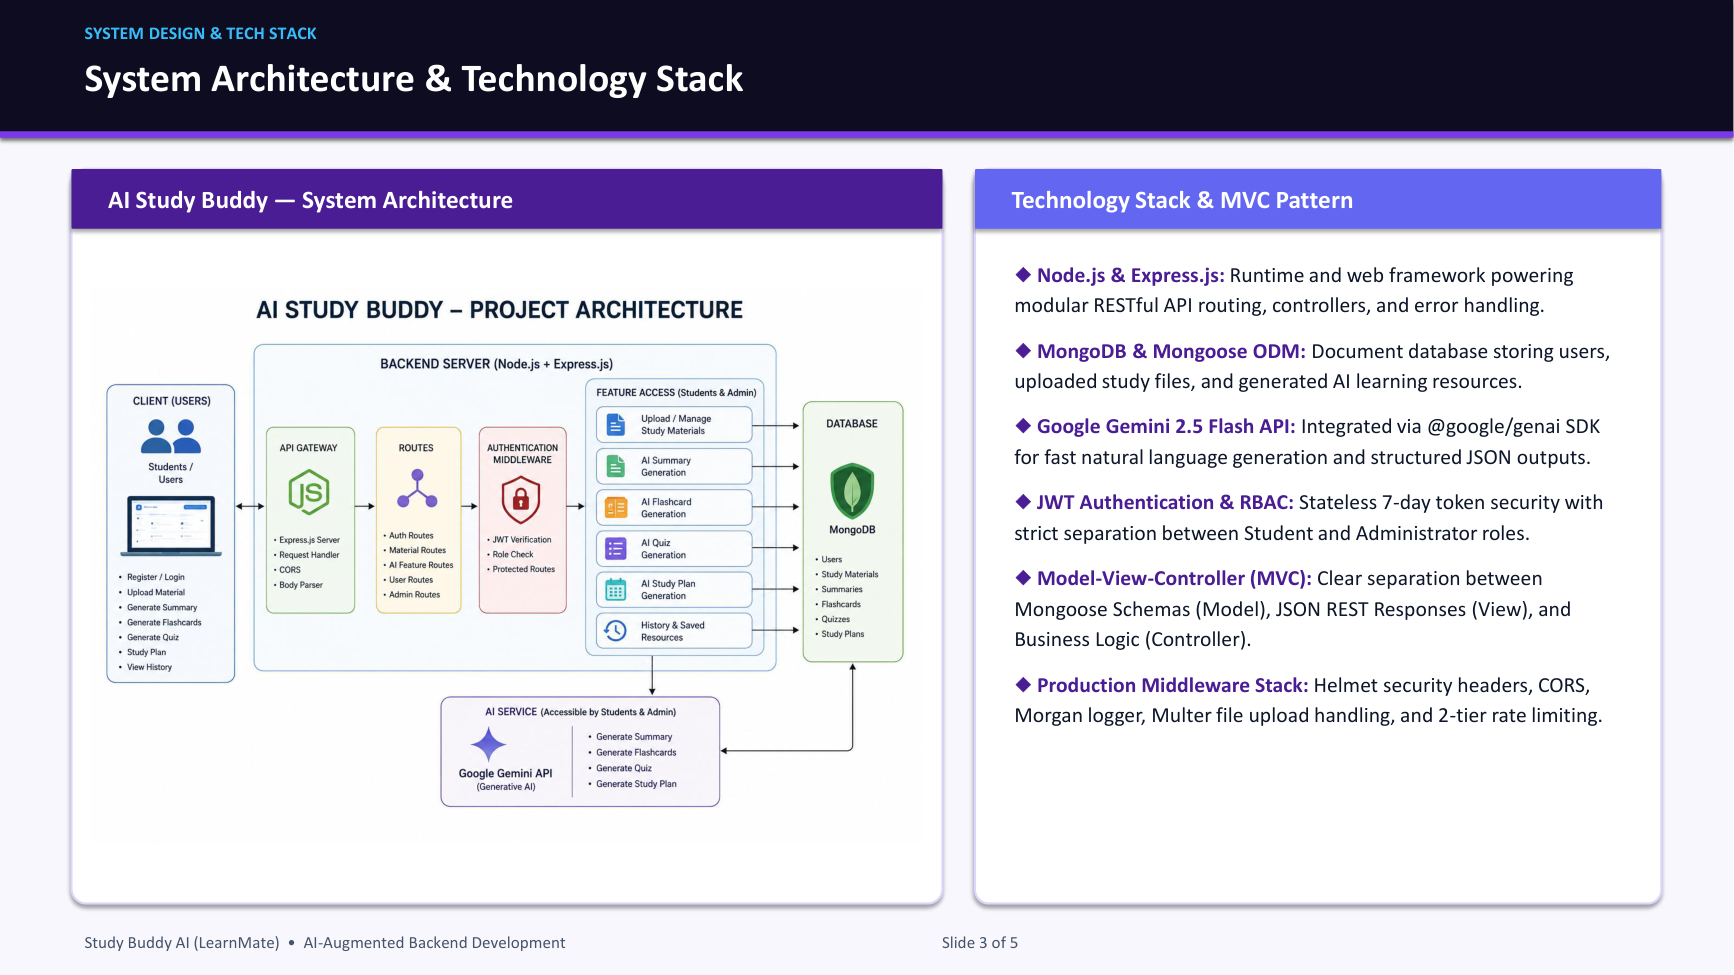 SYSTEM DESIGN & TECH STACK
System Architecture & Technology Stack
AI Study Buddy — System Architecture
AI STUDY BUDDY – PROJECT ARCHITECTURE
CLIENT (USERS)
Students /
Users
• Register / Login
• Upload Material
• Generate Summary
• Generate Flashcards
• Generate Quiz
• Study Plan
• View History
BACKEND SERVER (Node.js + Express.js)
API GATEWAY
JS
• Express.js Server
• Request Handler
• CORS
• Body Parser
ROUTES
• Auth Routes
• Material Routes
• AI Feature Routes
• User Routes
• Admin Routes
AUTHENTICATION
MIDDLEWARE
• JWT Verification
• Role Check
• Protected Routes
FEATURE ACCESS (Students & Admin)
Upload / Manage
Study Materials
AI Summary
Generation
AI Flashcard
Generation
AI Quiz
Generation
AI Study Plan
Generation
History & Saved
Resources
DATABASE
MongoDB
• Users
• Study Materials
• Summaries
• Flashcards
• Quizzes
• Study Plans
AI SERVICE (Accessible by Students & Admin)
Google Gemini API
(Generative AI)
• Generate Summary
• Generate Flashcards
• Generate Quiz
• Generate Study Plan
Technology Stack & MVC Pattern
◆ Node.js & Express.js: Runtime and web framework powering
modular RESTful API routing, controllers, and error handling.
◆ MongoDB & Mongoose ODM: Document database storing users,
uploaded study files, and generated AI learning resources.
◆ Google Gemini 2.5 Flash API: Integrated via @google/genai SDK
for fast natural language generation and structured JSON outputs.
◆ JWT Authentication & RBAC: Stateless 7-day token security with
strict separation between Student and Administrator roles.
◆ Model-View-Controller (MVC): Clear separation between
Mongoose Schemas (Model), JSON REST Responses (View), and
Business Logic (Controller).
◆ Production Middleware Stack: Helmet security headers, CORS,
Morgan logger, Multer file upload handling, and 2-tier rate limiting.
Study Buddy AI (LearnMate) • AI-Augmented Backend Development
Slide 3 of 5